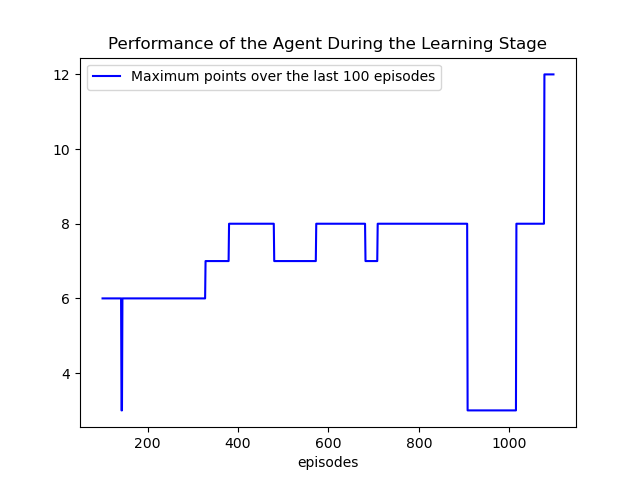 Performance of the Agent During the Learning Stage
Maximum points over the last 100 episodes
12
10
8
6
4
200 400 600 800 1000
episodes